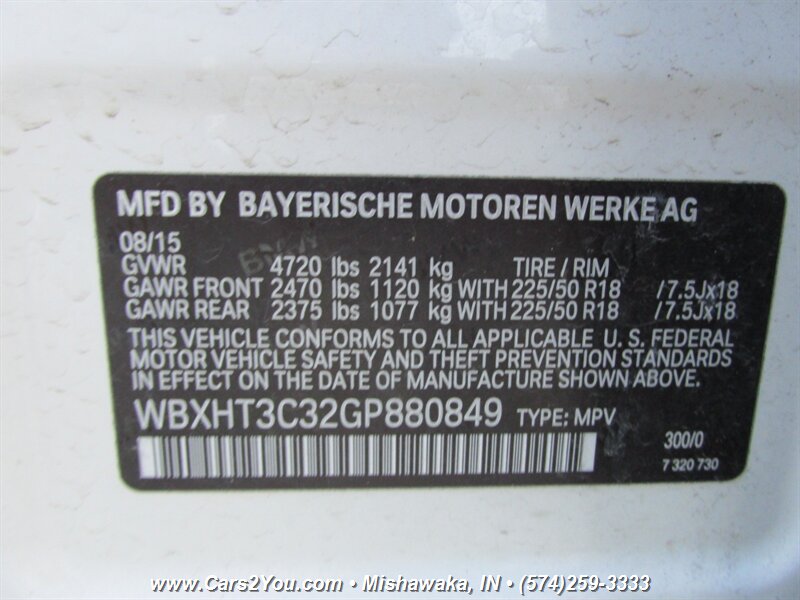 MFD BY BAYERISCHE MOTOREN WERKE AG
08/15
GVWR 4720 lbs 2141 kg TIRE / RIM
GAWR FRONT 2470 lbs 1120 kg WITH 225/50 R18 /7.5Jx18
GAWR REAR 2375 lbs 1077 kg WITH 225/50 R18 /7.5Jx18
THIS VEHICLE CONFORMS TO ALL APPLICABLE U. S. FEDERAL
MOTOR VEHICLE SAFETY AND THEFT PREVENTION STANDARDS
IN EFFECT ON THE DATE OF MANUFACTURE SHOWN ABOVE.
WBXHT3C32GP880849 TYPE: MPV
300/0
7 320 730
www.Cars2You.com • Mishawaka, IN • (574)259-3333